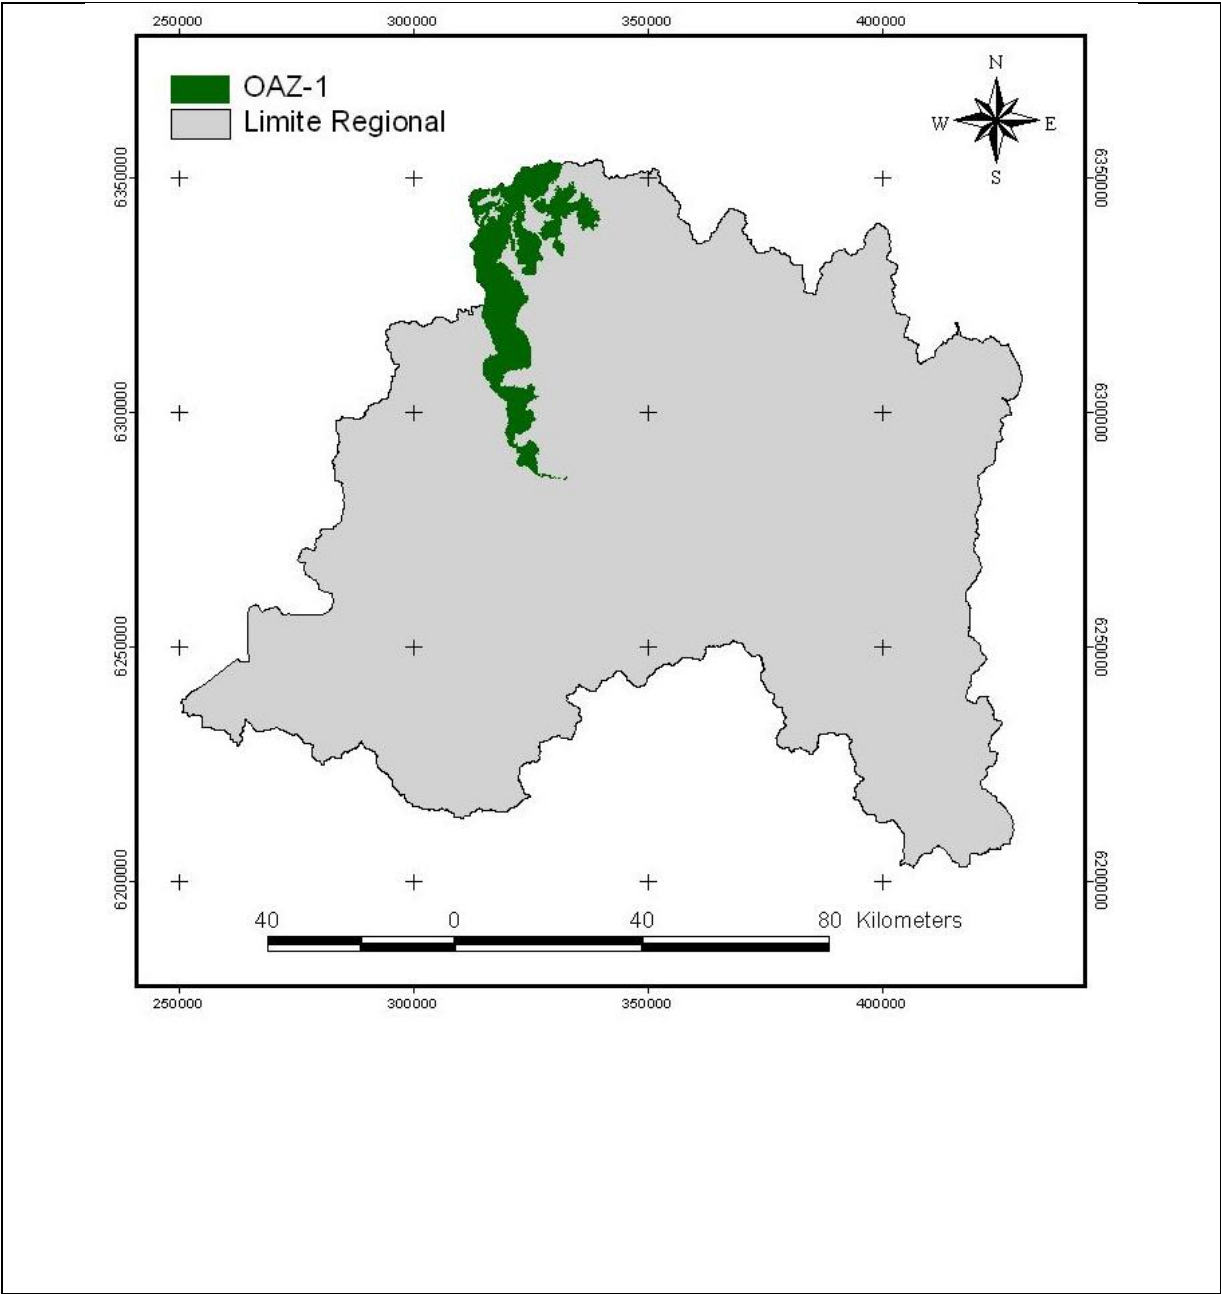 250000 300000 350000 400000
OAZ-1
Limite Regional
N
W E
S
6350000 6350000
6300000 6300000
6250000 6250000
6200000 6200000
40 0 40 80 Kilometers
250000 300000 350000 400000